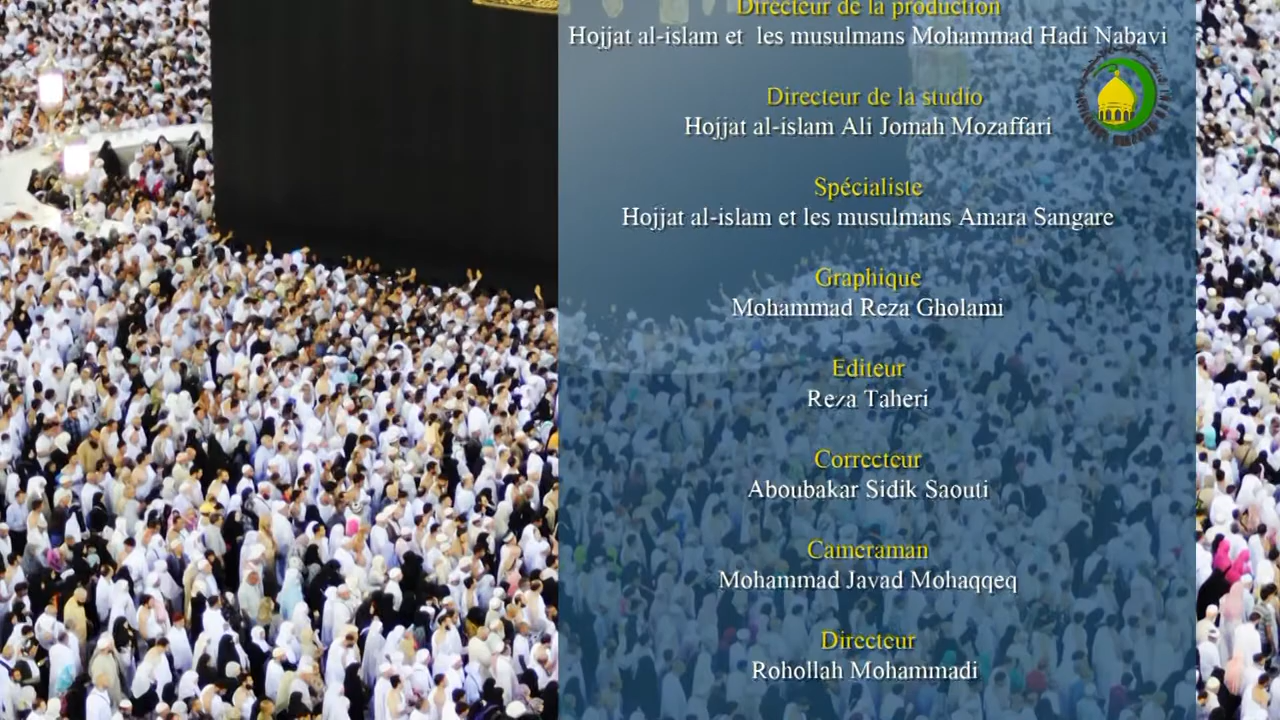 Directeur de la production
Hojjat al-islam et les musulmans Mohammad Hadi Nabavi
Directeur de la studio
Hojjat al-islam Ali Jomah Mozaffari
Spécialiste
Hojjat al-islam et les musulmans Amara Sangare
Graphique
Mohammad Reza Gholami
Editeur
Reza Taheri
Correcteur
Aboubakar Sidik Saouti
Cameraman
Mohammad Javad Mohaqqeq
Directeur
Rohollah Mohammadi